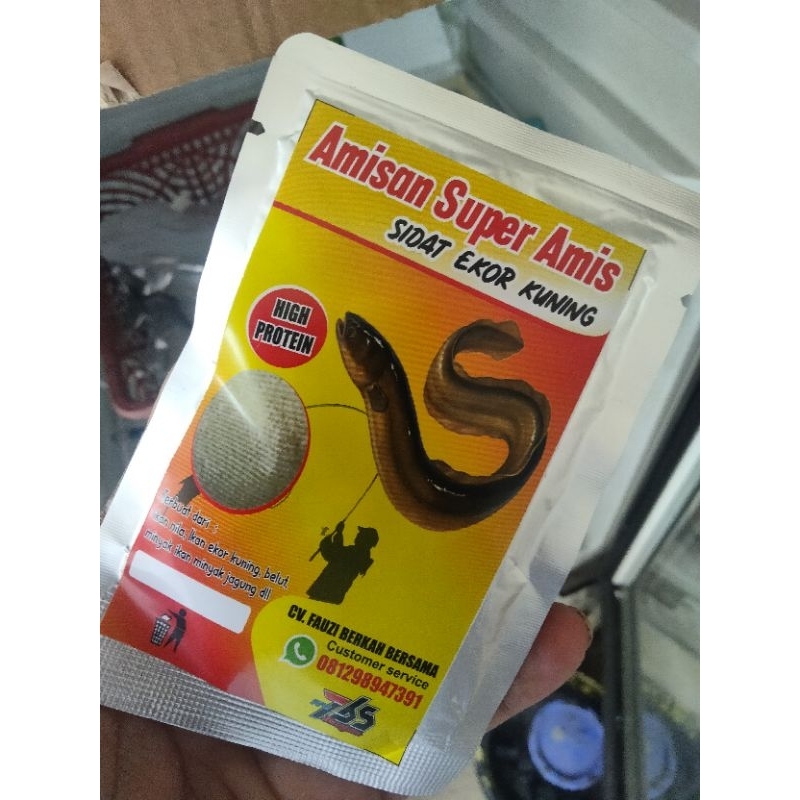 Amisan Super Amis
SIDAT EKOR KUNING
HIGH
PROTEIN
Terbuat dari :
ikan nila, Ikan ekor kuning, belut,
minyak ikan minyak jagung dll
CV. FAUZI BERKAH BERSAMA
Customer service
081298947391